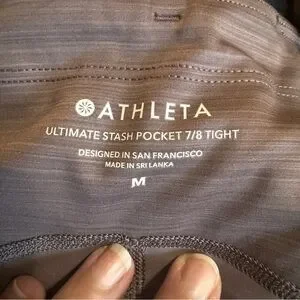 ATHLETA
ULTIMATE STASH POCKET 7/8 TIGHT
DESIGNED IN SAN FRANCISCO
MADE IN SRI LANKA
M